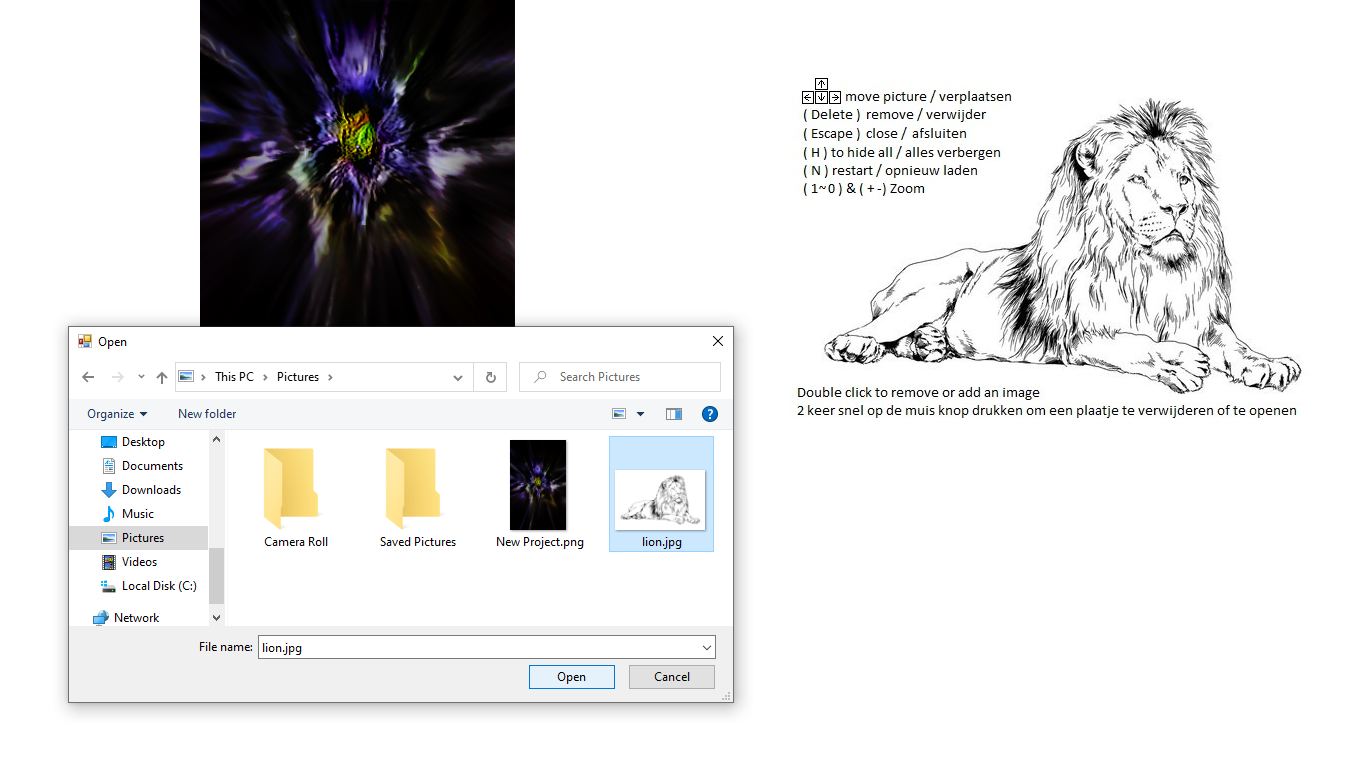 move picture / verplaatsen
( Delete ) remove / verwijder
( Escape ) close / afsluiten
( H ) to hide all / alles verbergen
( N ) restart / opnieuw laden
( 1~0 ) & ( + -) Zoom
Double click to remove or add an image
2 keer snel op de muis knop drukken om een plaatje te verwijderen of te openen
Open
This PC
Pictures
Search Pictures
Organize
New folder
Desktop
Documents
Downloads
Music
Pictures
Videos
Local Disk (C:)
Network
Camera Roll
Saved Pictures
New Project.png
lion.jpg
File name:
lion.jpg
Open
Cancel